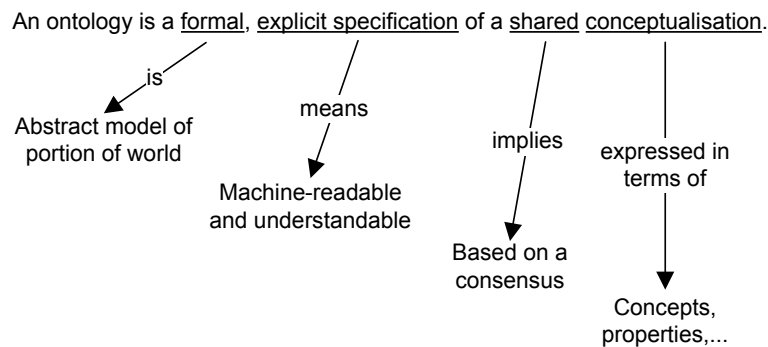 An ontology is a formal, explicit specification of a shared conceptualisation.
is
Abstract model of
portion of world
means
Machine-readable
and understandable
implies
Based on a
consensus
expressed in
terms of
Concepts,
properties,...